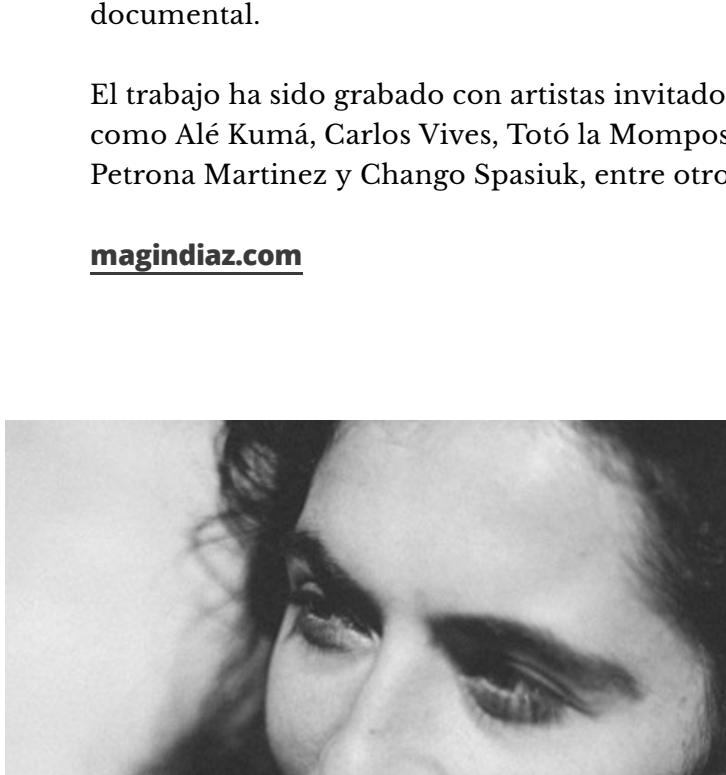 documental.
El trabajo ha sido grabado con artistas invitado
como Alé Kumá, Carlos Vives, Totó la Mompos
Petrona Martinez y Chango Spasiuk, entre otro
magindiaz.com